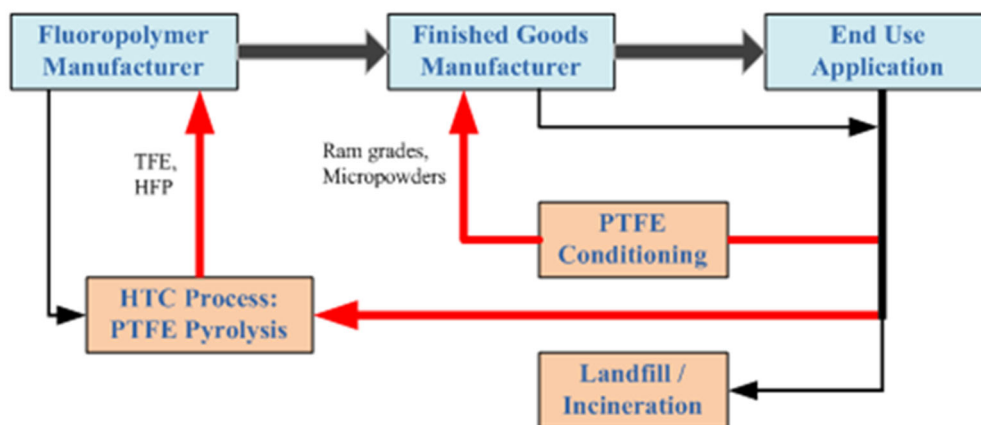 Fluoropolymer
Manufacturer
Finished Goods
Manufacturer
End Use
Application
TFE,
HFP
Ram grades,
Micropowders
PTFE
Conditioning
HTC Process:
PTFE Pyrolysis
Landfill /
Incineration